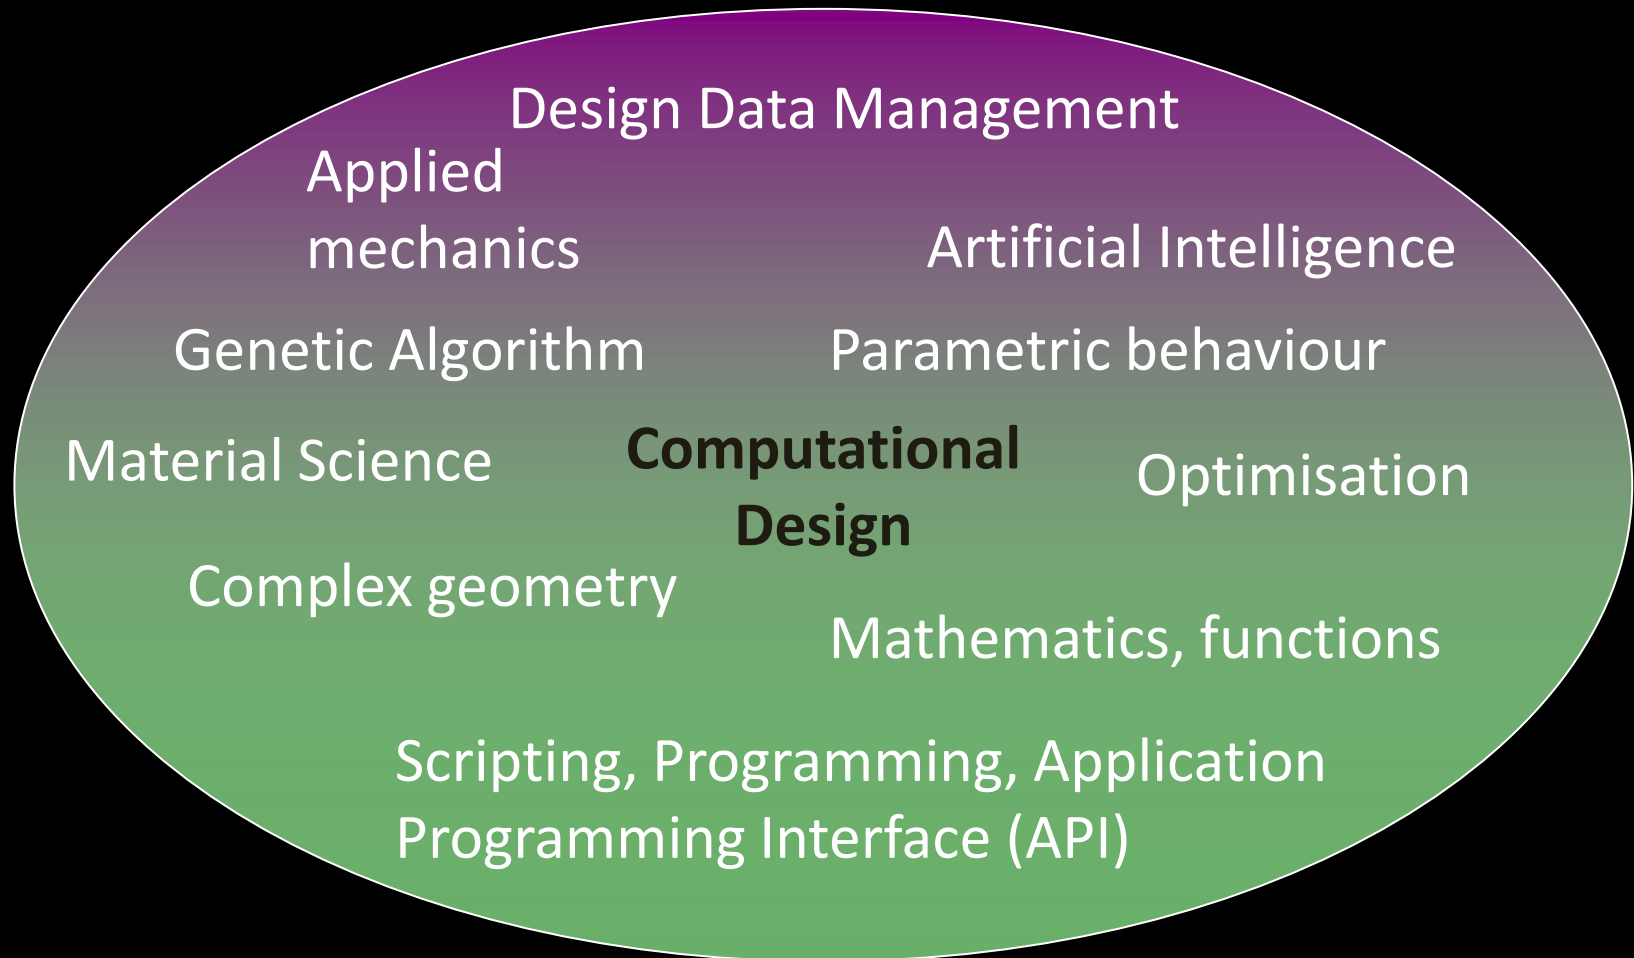 Design Data Management
Applied
mechanics
Artificial Intelligence
Genetic Algorithm
Parametric behaviour
Material Science
Computational
Design
Optimisation
Complex geometry
Mathematics, functions
Scripting, Programming, Application
Programming Interface (API)